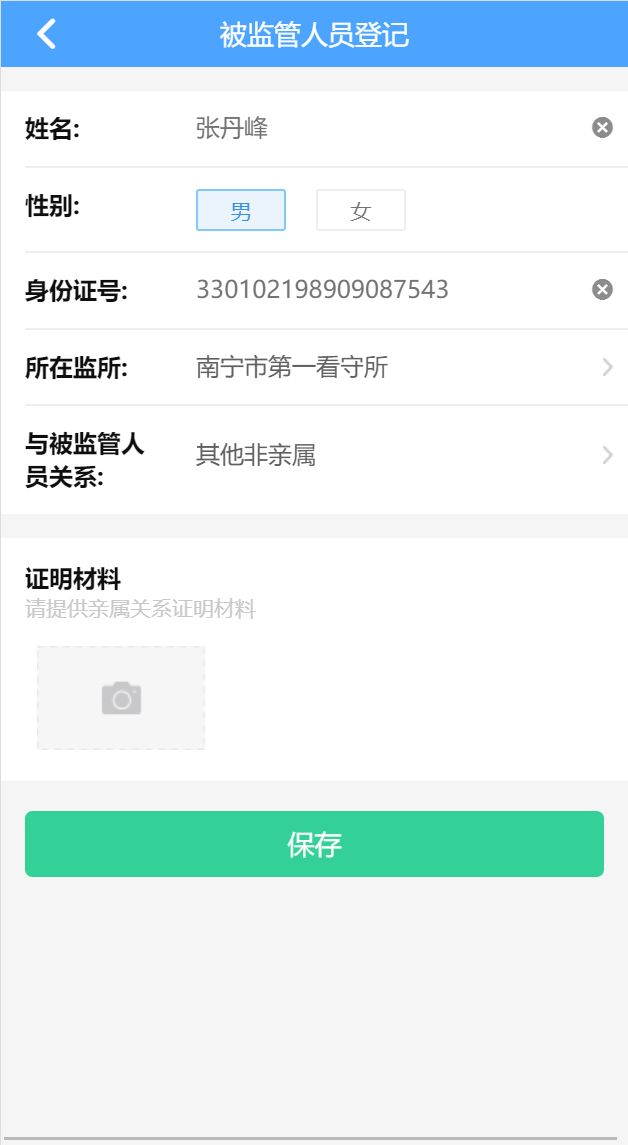 被监管人员登记
姓名: 张丹峰
性别: 男 女
身份证号: 330102198909087543
所在监所: 南宁市第一看守所
与被监管人
员关系: 其他非亲属
证明材料
请提供亲属关系证明材料
保存